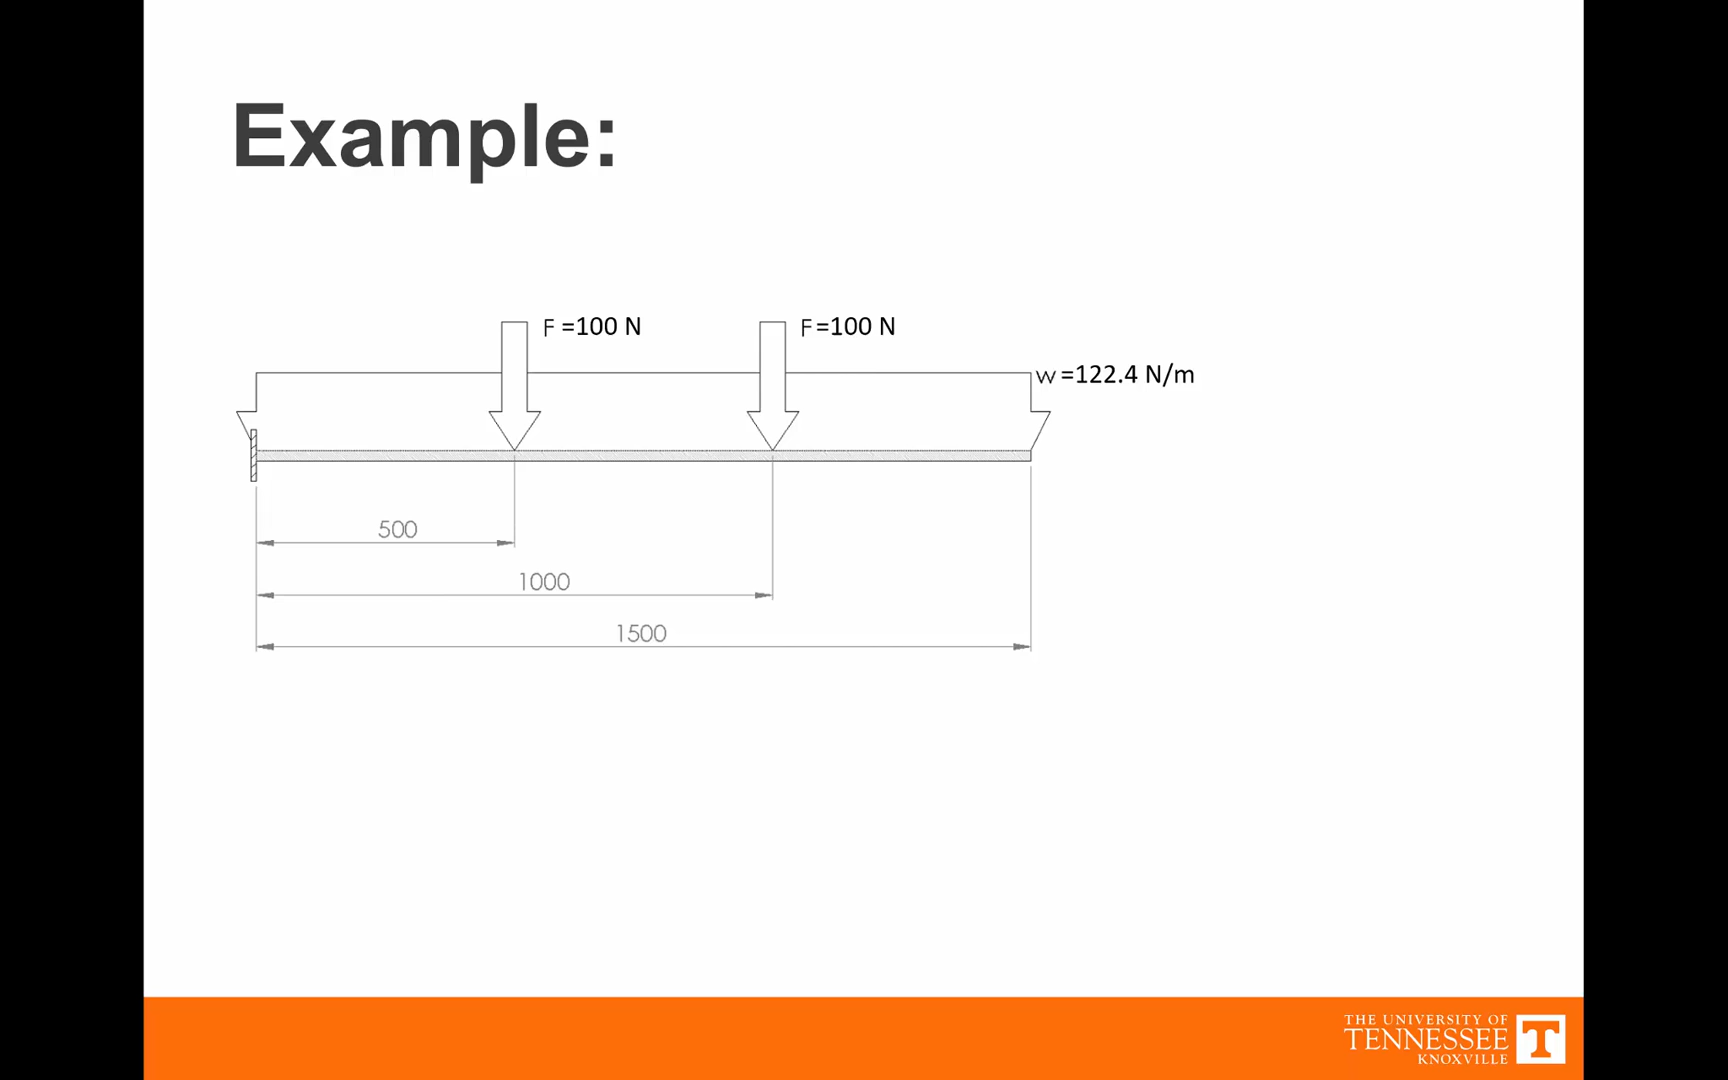 Example:
F =100 N
F=100 N
w=122.4 N/m
500
1000
1500
THE UNIVERSITY OF
TENNESSEE
KNOXVILLE
T